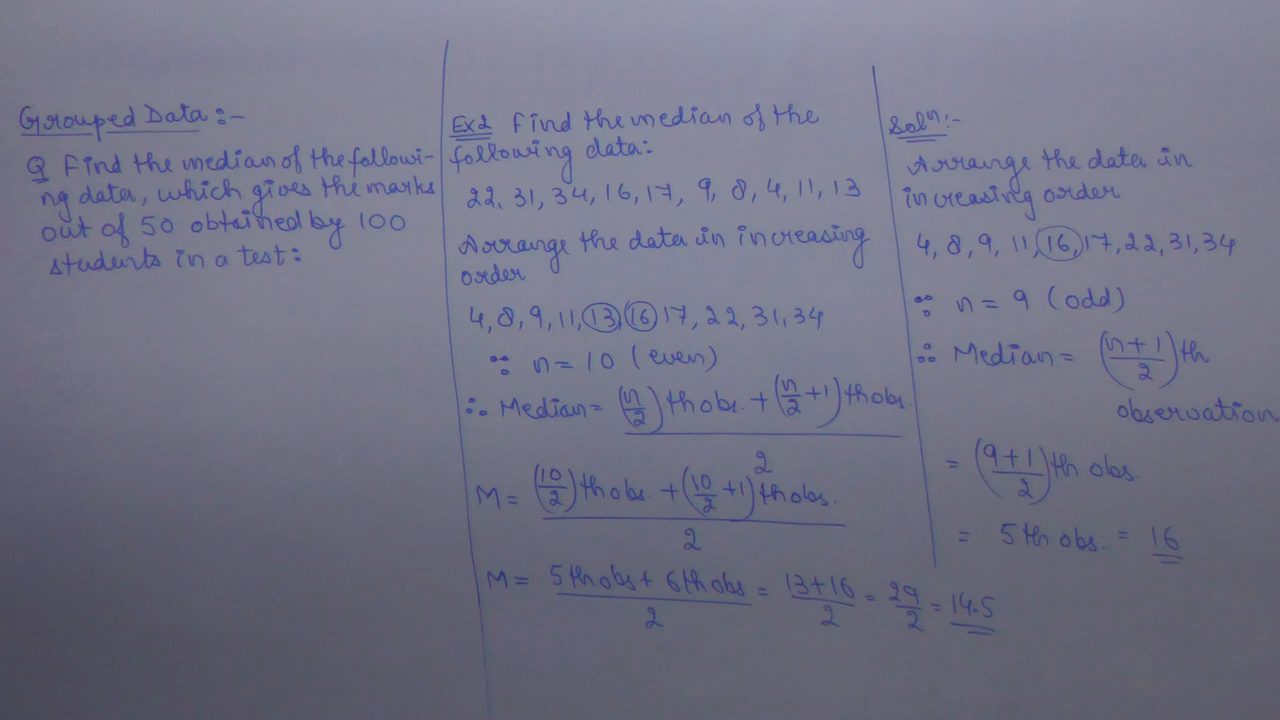 Grouped Data :-
Q Find the median of the followi-
ng data, which gives the marks
out of 50 obtained by 100
students in a test:
Ex2 Find the median of the
following data:
22, 31, 34, 16, 17, 9, 8, 4, 11, 13
Arrange the data in increasing
order
4, 8, 9, 11, 13, 16, 17, 22, 31, 34
∵ n = 10 (even)
∴ Median = ((n/2)th obs. + (n/2 + 1)th obs.)/2
M = ((10/2)th obs. + (10/2 + 1)th obs.)/2
M = (5th obs + 6th obs)/2 = (13+16)/2 = 29/2 = 14.5
Solⁿ:-
Arrange the data in
increasing order
4, 8, 9, 11, 16, 17, 22, 31, 34
∵ n = 9 (odd)
∴ Median = ((n+1)/2)th
observation
= ((9+1)/2)th obs.
= 5th obs. = 16